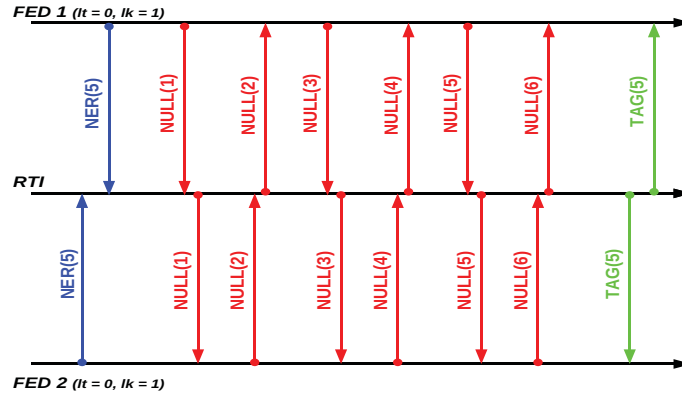 FED 1 (lt = 0, lk = 1)
NER(5)
NULL(1)
NULL(2)
NULL(3)
NULL(4)
NULL(5)
NULL(6)
TAG(5)
RTI
NER(5)
NULL(1)
NULL(2)
NULL(3)
NULL(4)
NULL(5)
NULL(6)
TAG(5)
FED 2 (lt = 0, lk = 1)